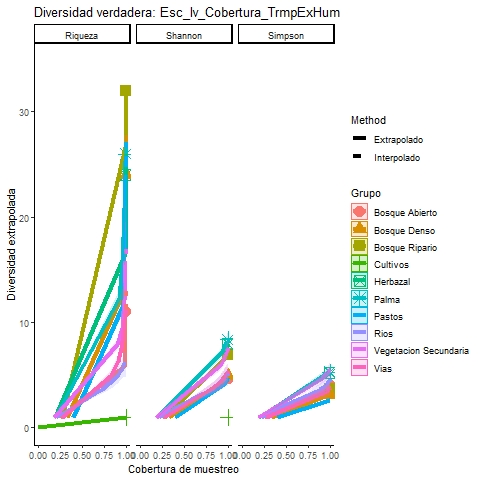 Diversidad verdadera: Esc_lv_Cobertura_TrmpExHum
Riqueza
Shannon
Simpson
30
20
10
0
Diversidad extrapolada
0.00 0.25 0.50 0.75 1.00
0.00 0.25 0.50 0.75 1.00
0.00 0.25 0.50 0.75 1.00
Cobertura de muestreo
Method
Extrapolado
Interpolado
Grupo
Bosque Abierto
Bosque Denso
Bosque Ripario
Cultivos
Herbazal
Palma
Pastos
Rios
Vegetacion Secundaria
Vias